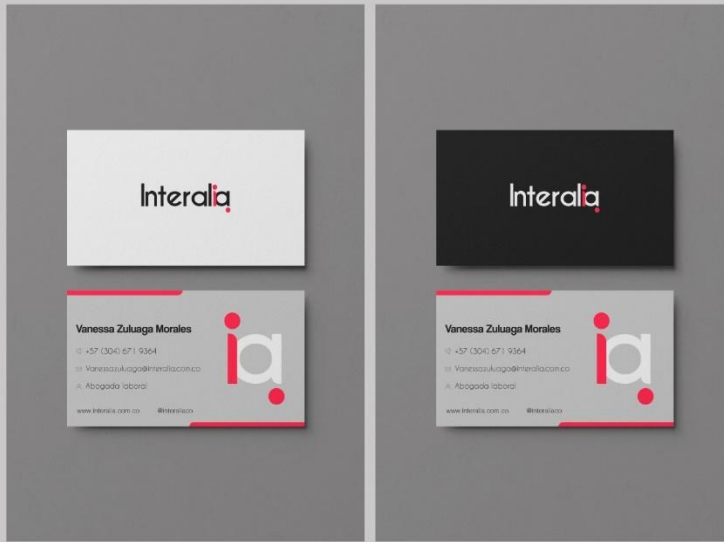 Interalia
Vanessa Zuluaga Morales
+57 (304) 671 9364
Vanessazuluaga@interalia.com.co
Abogada laboral
www.interalia.com.co @interaliaco
ia
Interalia
Vanessa Zuluaga Morales
+57 (304) 671 9364
Vanessazuluaga@interalia.com.co
Abogada laboral
www.interalia.com.co @interaliaco
ia